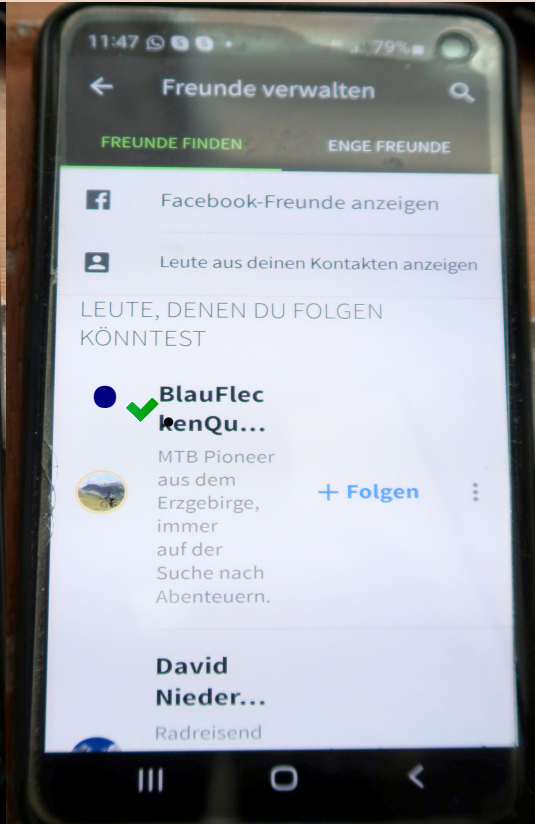 11:47 79%
Freunde verwalten
FREUNDE FINDEN ENGE FREUNDE
Facebook-Freunde anzeigen
Leute aus deinen Kontakten anzeigen
LEUTE, DENEN DU FOLGEN
KÖNNTEST
BlauFlec
kenQu...
MTB Pioneer
aus dem
Erzgebirge,
immer
auf der
Suche nach
Abenteuern.
+ Folgen
David
Nieder...
Radreisend